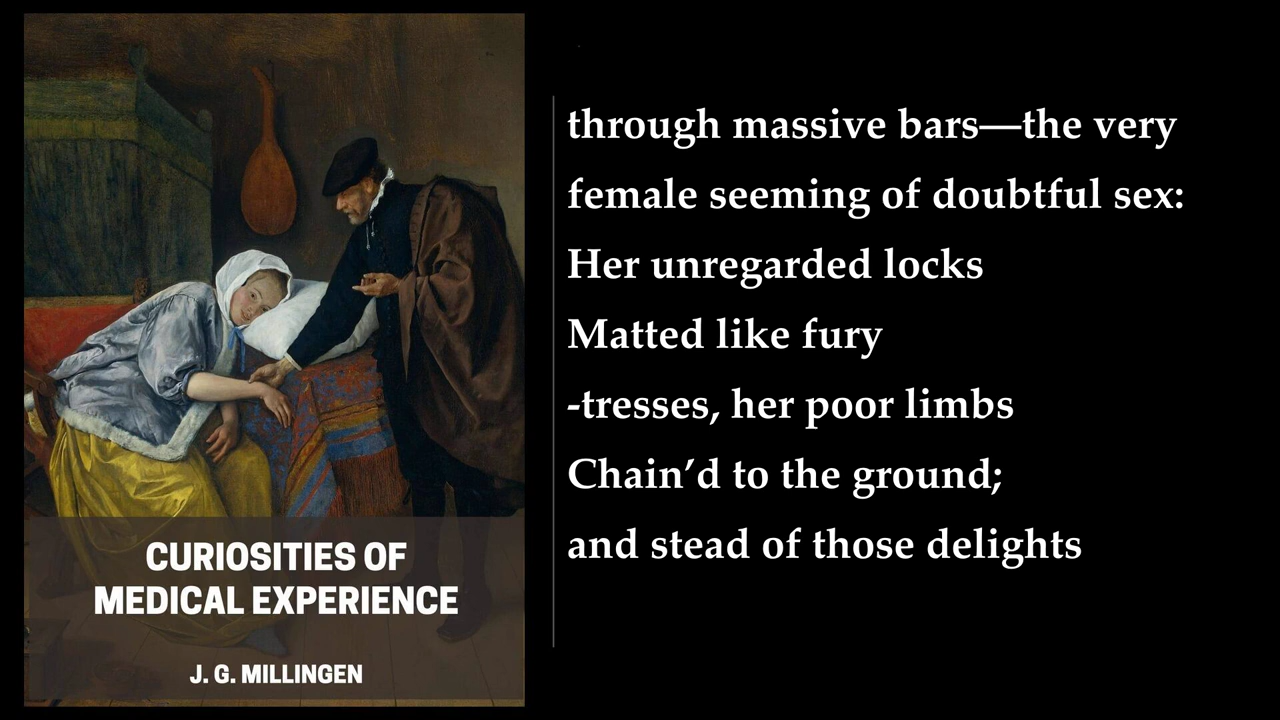 through massive bars—the very
female seeming of doubtful sex:
Her unregarded locks
Matted like fury
-tresses, her poor limbs
Chain’d to the ground;
and stead of those delights
CURIOSITIES OF
MEDICAL EXPERIENCE
J. G. MILLINGEN